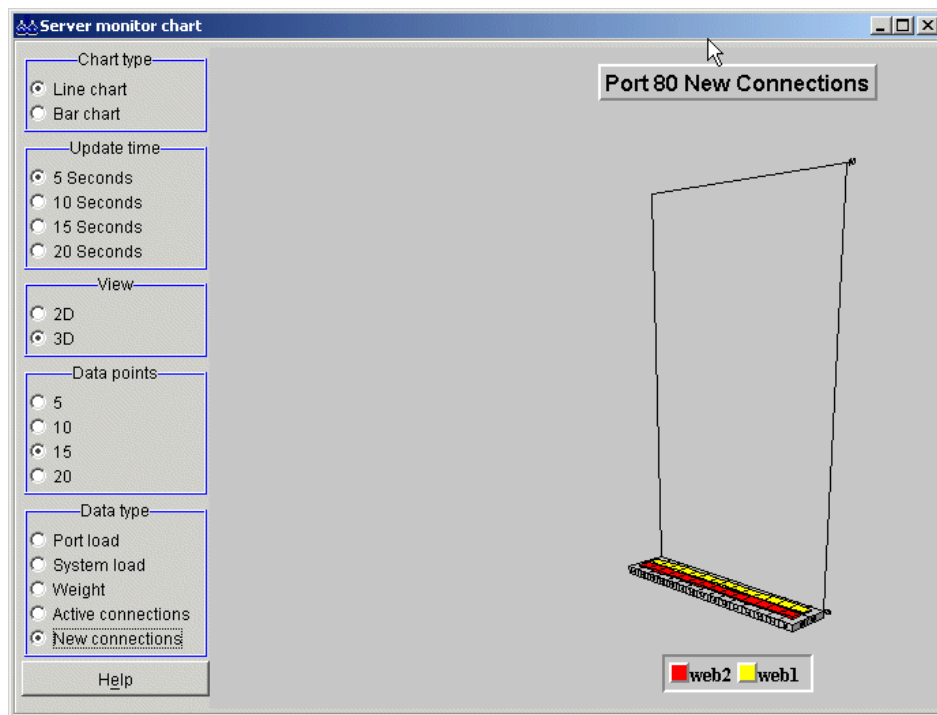 Server monitor chart
Chart type
Line chart
Bar chart
Update time
5 Seconds
10 Seconds
15 Seconds
20 Seconds
View
2D
3D
Data points
5
10
15
20
Data type
Port load
System load
Weight
Active connections
New connections
Help
Port 80 New Connections
web2 web1